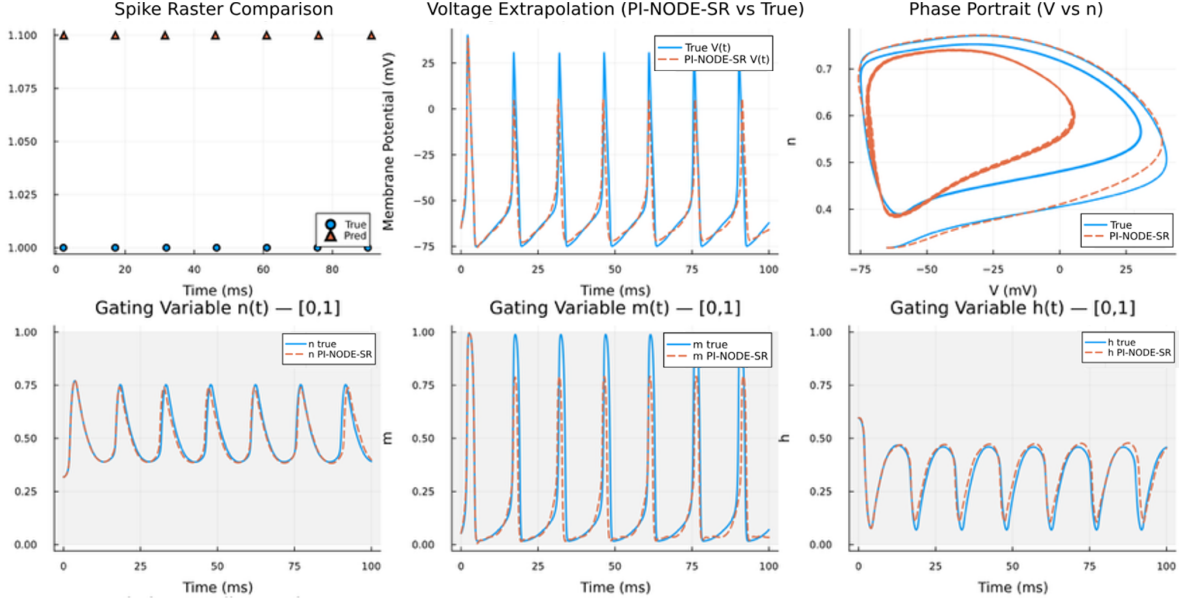 Spike Raster Comparison
1.100
1.075
1.050
1.025
1.000
True
Pred
0
20
40
60
80
Time (ms)
Voltage Extrapolation (PI-NODE-SR vs True)
Membrane Potential (mV)
25
0
−25
−50
−75
True V(t)
PI-NODE-SR V(t)
0
25
50
75
100
Time (ms)
Phase Portrait (V vs n)
n
0.7
0.6
0.5
0.4
True
PI-NODE-SR
−75
−50
−25
0
25
V (mV)
Gating Variable n(t) — [0,1]
1.00
0.75
0.50
0.25
0.00
n true
n PI-NODE-SR
0
25
50
75
100
Time (ms)
Gating Variable m(t) — [0,1]
m
1.00
0.75
0.50
0.25
0.00
m true
m PI-NODE-SR
0
25
50
75
100
Time (ms)
Gating Variable h(t) — [0,1]
h
1.00
0.75
0.50
0.25
0.00
h true
h PI-NODE-SR
0
25
50
75
100
Time (ms)